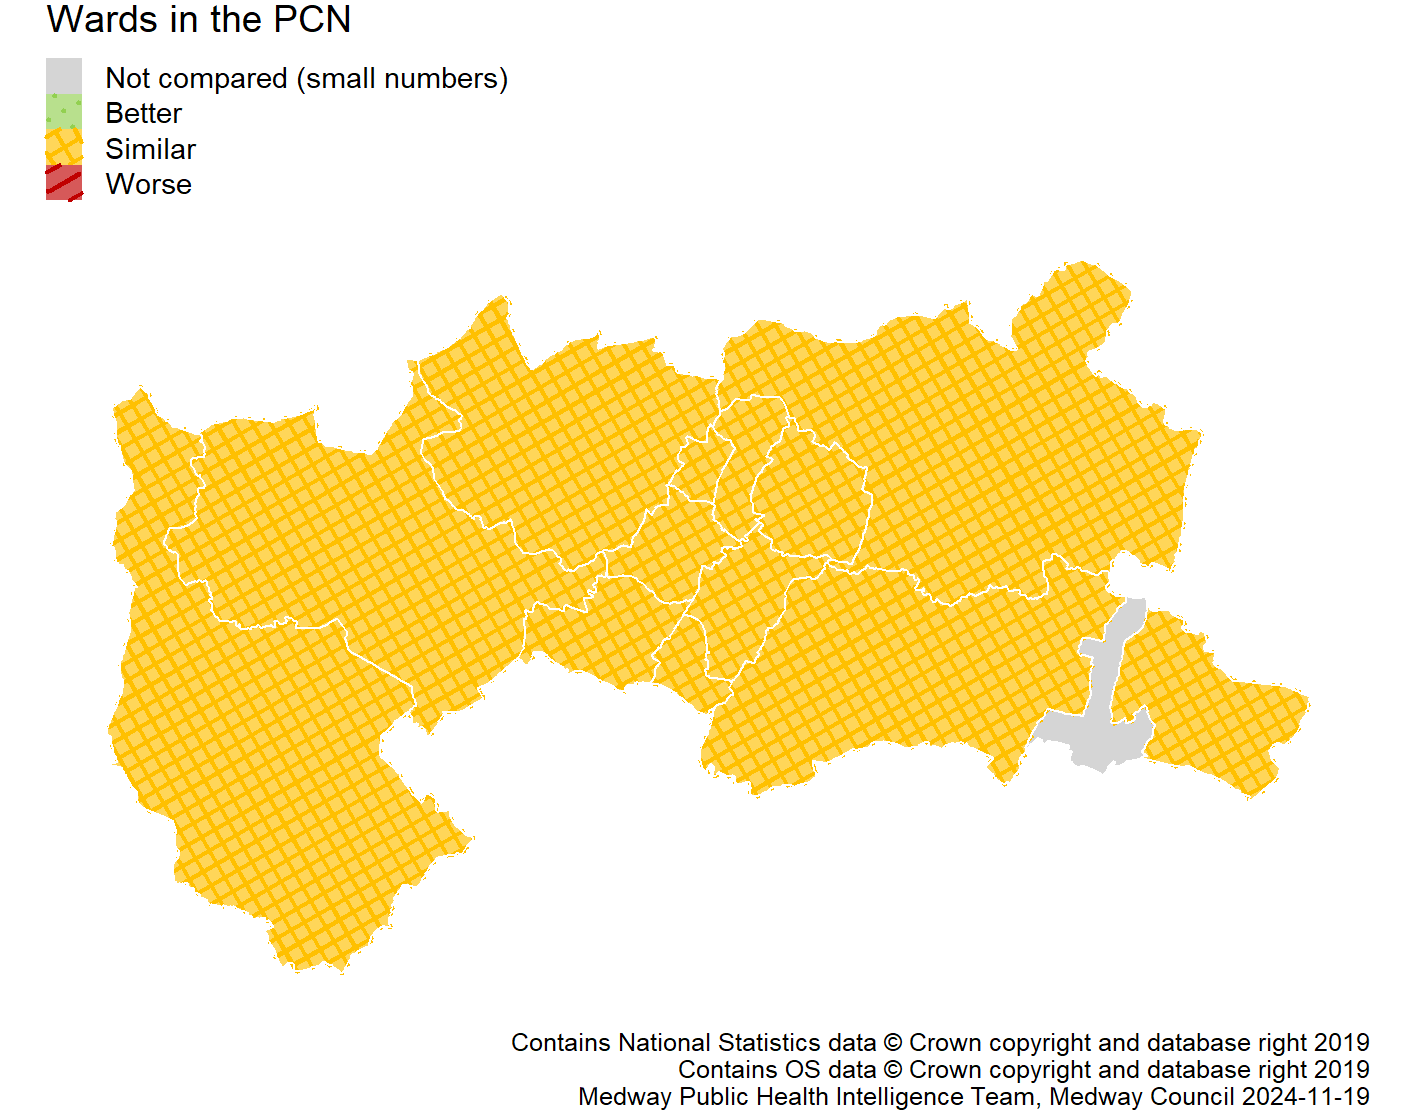 Wards in the PCN
Not compared (small numbers)
Better
Similar
Worse
Contains National Statistics data © Crown copyright and database right 2019
Contains OS data © Crown copyright and database right 2019
Medway Public Health Intelligence Team, Medway Council 2024-11-19